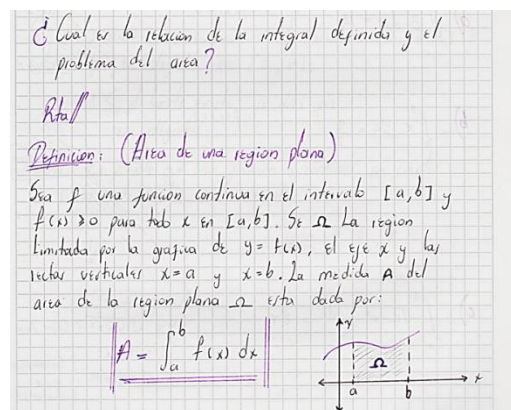 ¿Cual es la relacion de la integral definida y el
problema del area?
Rta//
Definicion: (Area de una region plana)
Sea f una funcion continua en el intervalo [a,b] y
f(x) ≥ 0 para todo x en [a,b]. Se Ω La region
Limitada por la grafica de y = f(x), el eje x y las
rectas verticales x=a y x=b. La medida A del
area de la region plana Ω esta dada por:
A = ∫_a^b f(x) dx
y
Ω
a b x